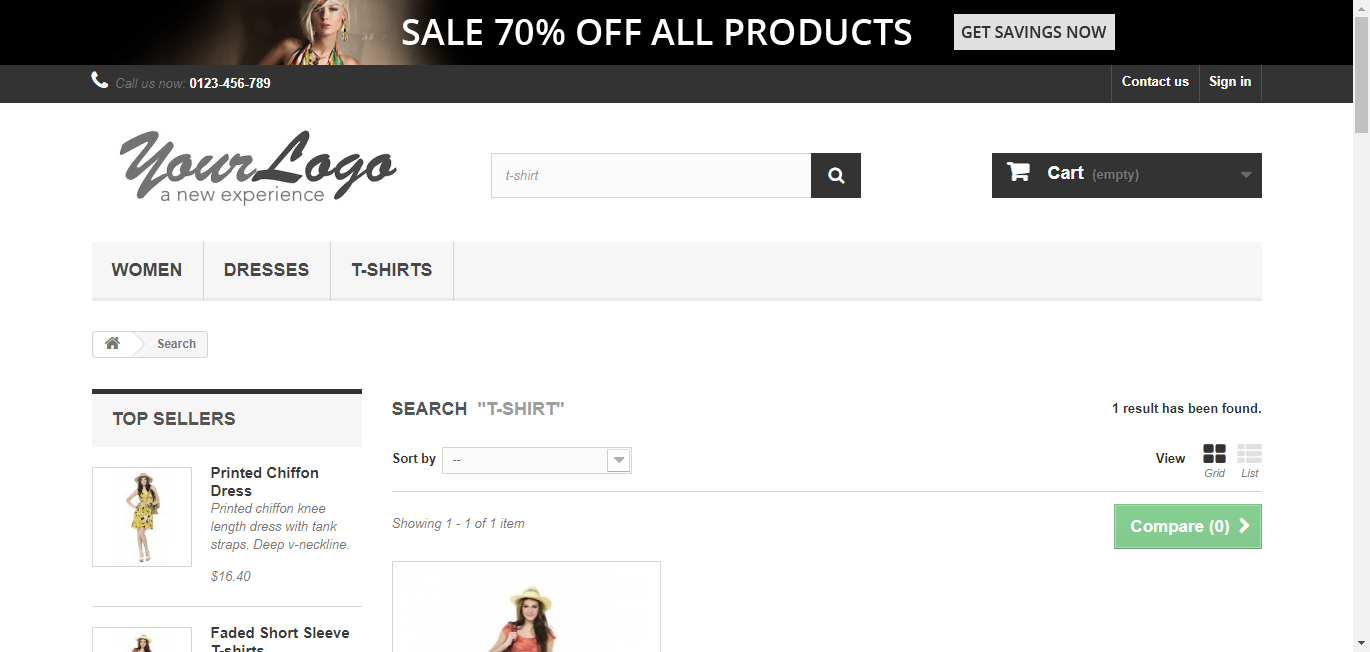 SALE 70% OFF ALL PRODUCTS
GET SAVINGS NOW
Call us now: 0123-456-789
Contact us
Sign in
YourLogo
a new experience
t-shirt
Cart (empty)
WOMEN
DRESSES
T-SHIRTS
Search
TOP SELLERS
Printed Chiffon
Dress
Printed chiffon knee
length dress with tank
straps. Deep v-neckline.
$16.40
Faded Short Sleeve
T-shirts
SEARCH "T-SHIRT"
1 result has been found.
Sort by --
View
Grid
List
Showing 1 - 1 of 1 item
Compare (0)